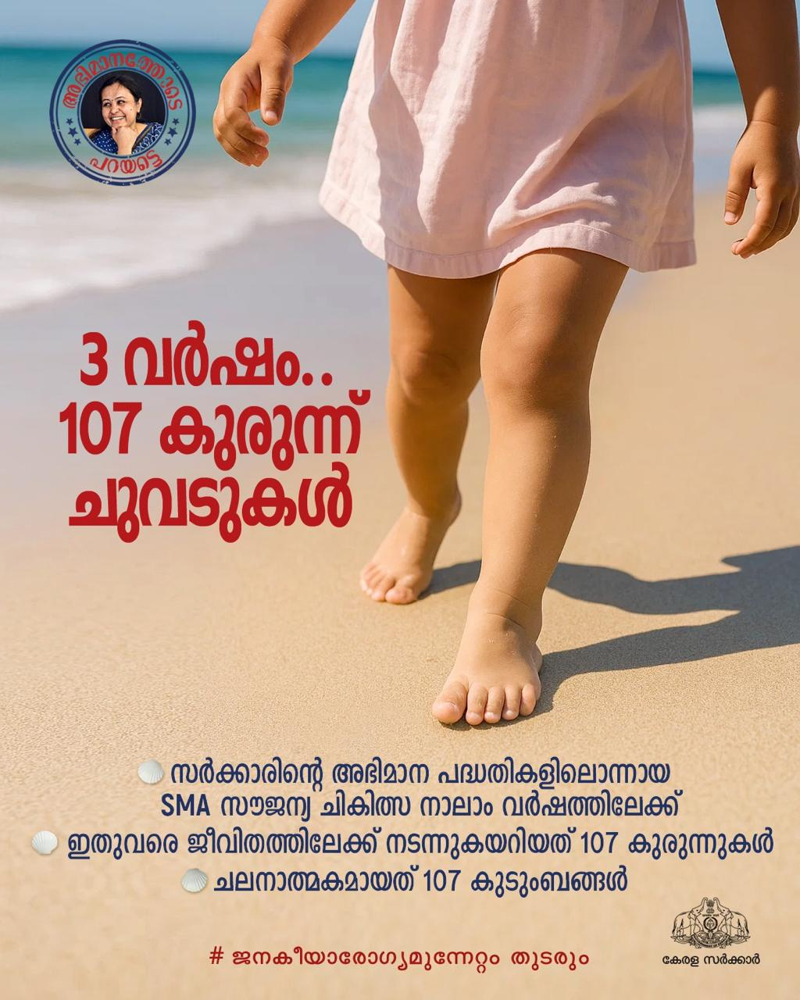 അഭിമാനത്തോടെ
പറയട്ടെ
3 വർഷം..
107 കുരുന്ന്
ചുവടുകൾ
സർക്കാരിന്റെ അഭിമാന പദ്ധതികളിലൊന്നായ
SMA സൗജന്യ ചികിത്സ നാലാം വർഷത്തിലേക്ക്
ഇതുവരെ ജീവിതത്തിലേക്ക് നടന്നുകയറിയത് 107 കുരുന്നുകൾ
ചലനാത്മകമായത് 107 കുടുംബങ്ങൾ
# ജനകീയാരോഗ്യമുന്നേറ്റം തുടരും
കേരള സർക്കാർ